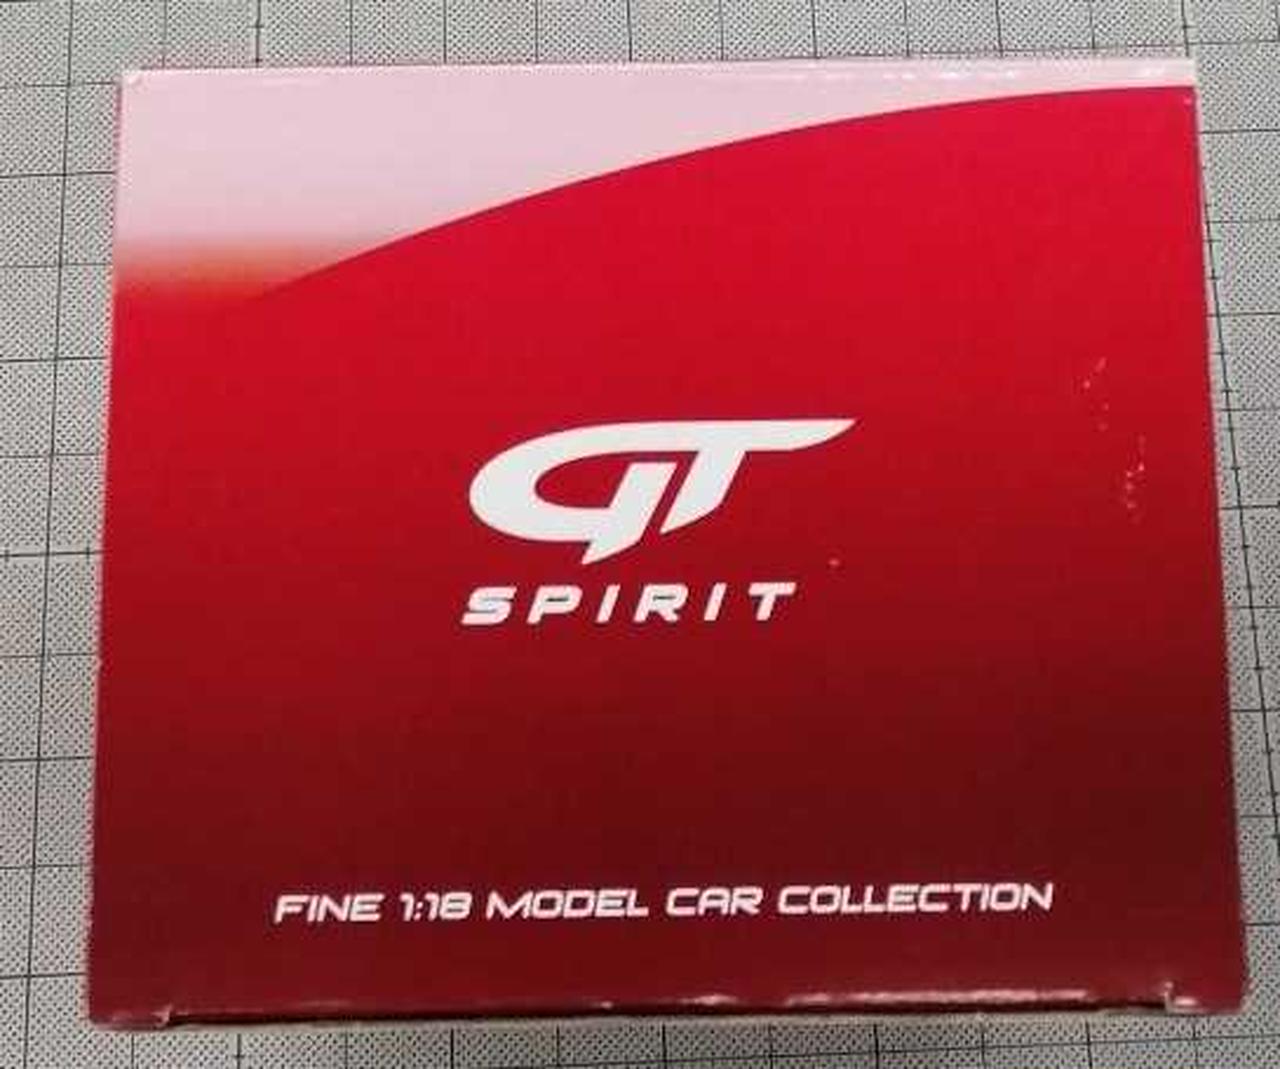 GT
SPIRIT
FINE 1:18 MODEL CAR COLLECTION